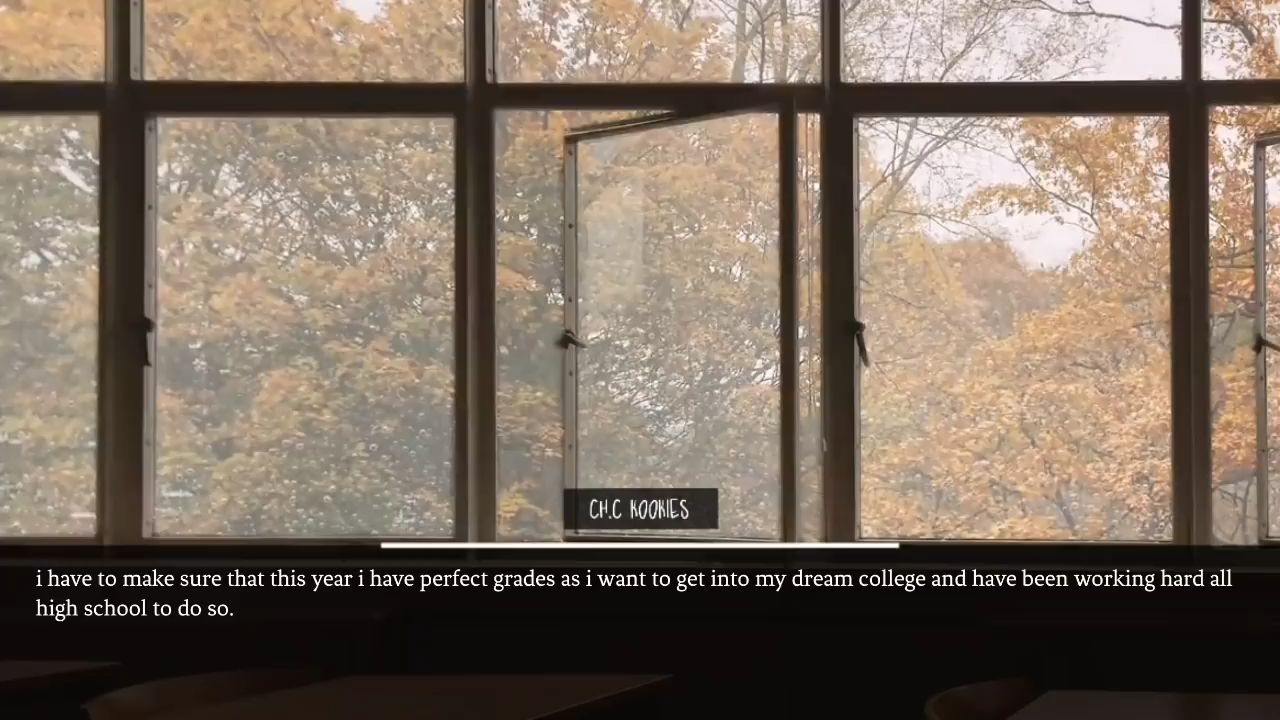 CH.C KOOKIES
i have to make sure that this year i have perfect grades as i want to get into my dream college and have been working hard all
high school to do so.